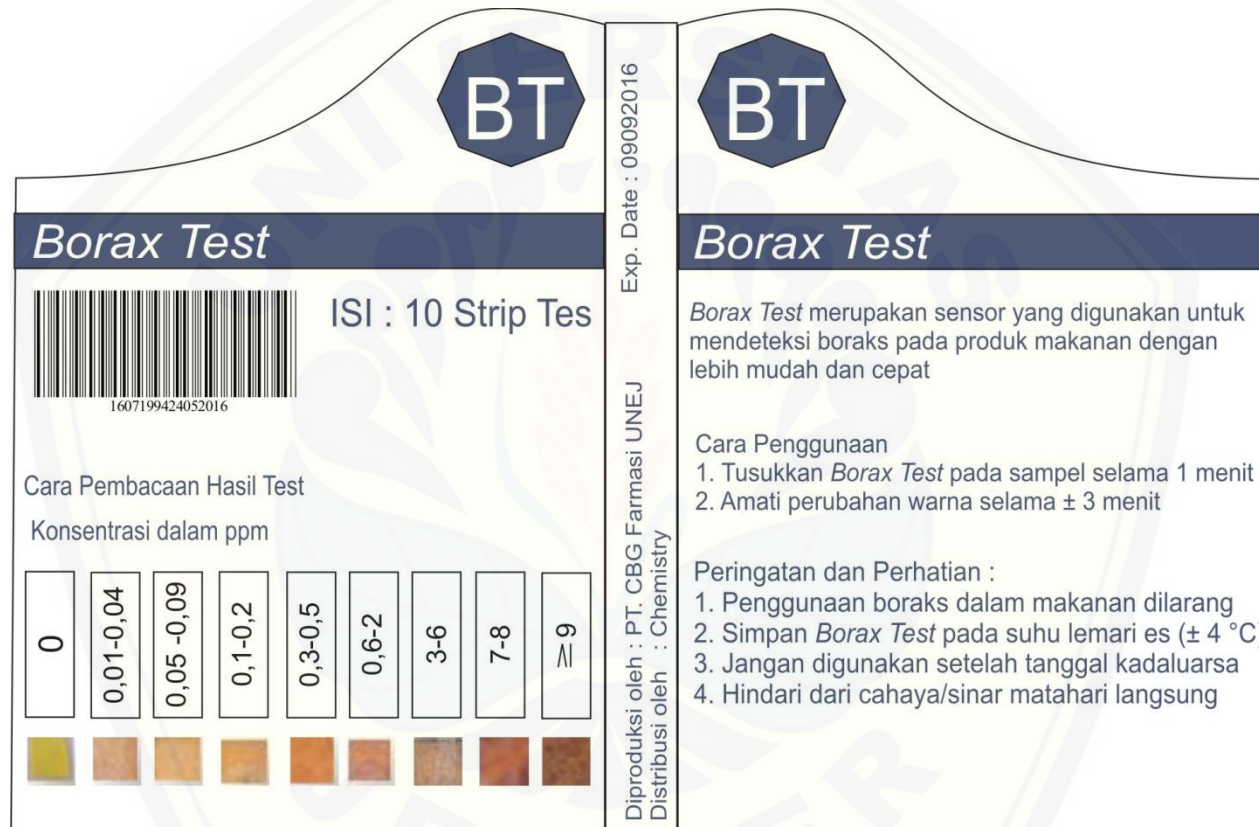 BT
Borax Test
ISI : 10 Strip Tes
1607199424052016
Cara Pembacaan Hasil Test
Konsentrasi dalam ppm
0
0,01-0,04
0,05 -0,09
0,1-0,2
0,3-0,5
0,6-2
3-6
7-8
≥ 9
Diproduksi oleh : PT. CBG Farmasi UNEJ Exp. Date : 09092016
Distribusi oleh : Chemistry
BT
Borax Test
Borax Test merupakan sensor yang digunakan untuk
mendeteksi boraks pada produk makanan dengan
lebih mudah dan cepat
Cara Penggunaan
1. Tusukkan Borax Test pada sampel selama 1 menit
2. Amati perubahan warna selama ± 3 menit
Peringatan dan Perhatian :
1. Penggunaan boraks dalam makanan dilarang
2. Simpan Borax Test pada suhu lemari es (± 4 °C)
3. Jangan digunakan setelah tanggal kadaluarsa
4. Hindari dari cahaya/sinar matahari langsung
UNIVERSITAS